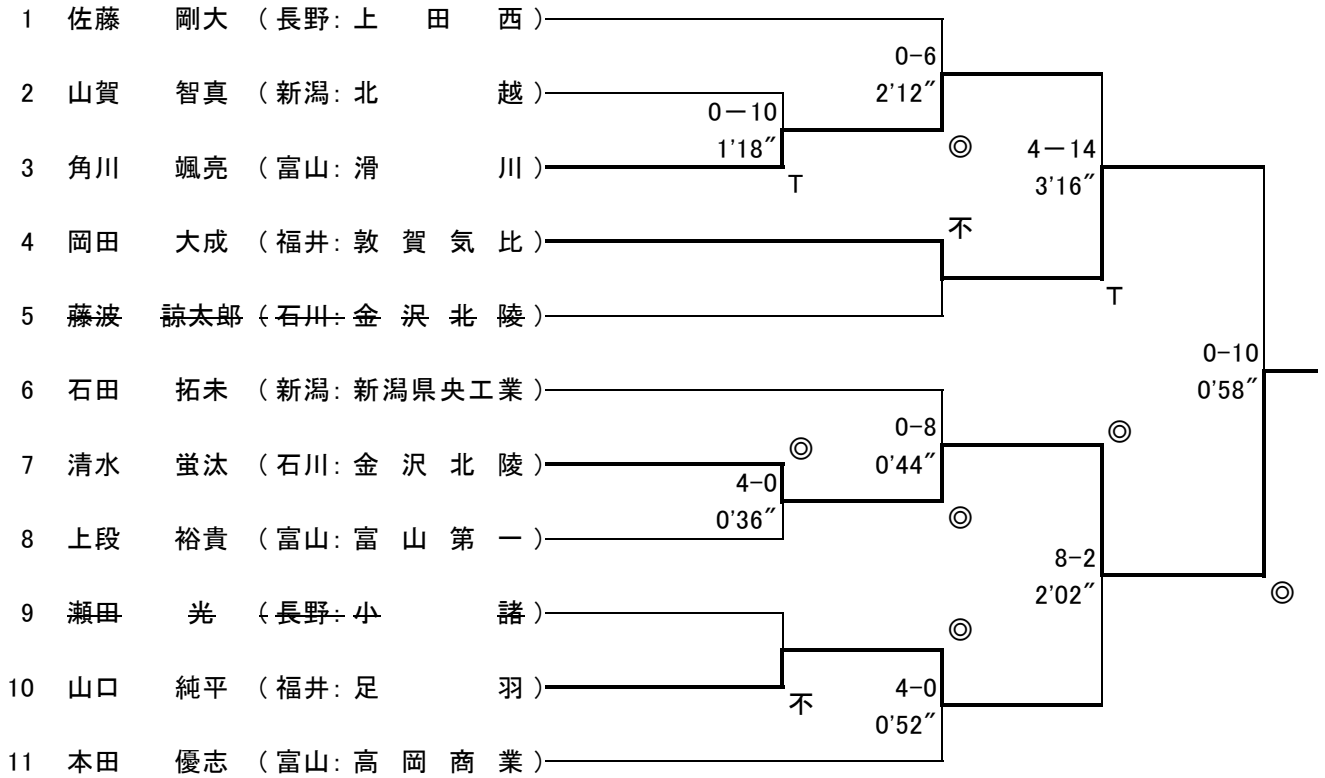 1 佐藤 剛大 （長野：上 田 西）
0-6
2 山賀 智真 （新潟：北 越）
2'12″
0－10
1'18″
◎
4－14
3 角川 颯亮 （富山：滑 川）
T
3'16″
不
4 岡田 大成 （福井：敦 賀 気 比）
T
5 藤波 諒太郎 （石川：金 沢 北 陵）
0-10
6 石田 拓未 （新潟：新潟県央工業）
0'58″
0-8
◎
◎
7 清水 蛍汰 （石川：金 沢 北 陵）
0'44″
4-0
0'36″
◎
8 上段 裕貴 （富山：富 山 第 一）
8-2
2'02″
◎
9 瀬田 光 （長野：小 諸）
◎
10 山口 純平 （福井：足 羽）
不
4-0
0'52″
11 本田 優志 （富山：高 岡 商 業）